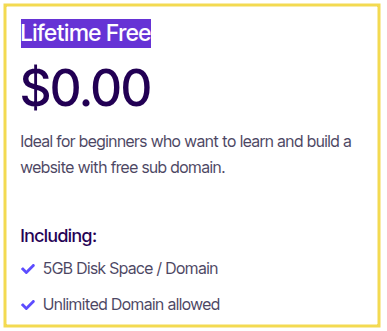 Lifetime Free
$0.00
Ideal for beginners who want to learn and build a
website with free sub domain.
Including:
5GB Disk Space / Domain
Unlimited Domain allowed